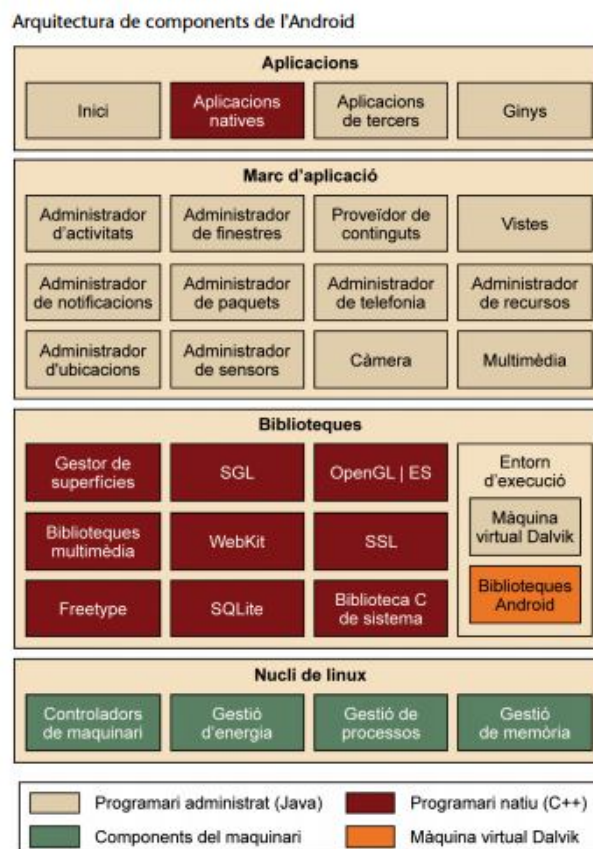 Arquitectura de components de l'Android
Aplicacions
Inici
Aplicacions
natives
Aplicacions
de tercers
Ginys
Marc d'aplicació
Administrador
d'activitats
Administrador
de finestres
Proveïdor de
continguts
Vistes
Administrador
de notificacions
Administrador
de paquets
Administrador
de telefonia
Administrador
de recursos
Administrador
d'ubicacions
Administrador
de sensors
Càmera
Multimèdia
Biblioteques
Gestor de
superfícies
SGL
OpenGL | ES
Entorn
d'execució
Biblioteques
multimèdia
WebKit
SSL
Màquina
virtual Dalvik
Freetype
SQLite
Biblioteca C
de sistema
Biblioteques
Android
Nucli de linux
Controladors
de maquinari
Gestió
d'energia
Gestió de
processos
Gestió
de memòria
Programari administrat (Java)
Programari natiu (C++)
Components del maquinari
Màquina virtual Dalvik